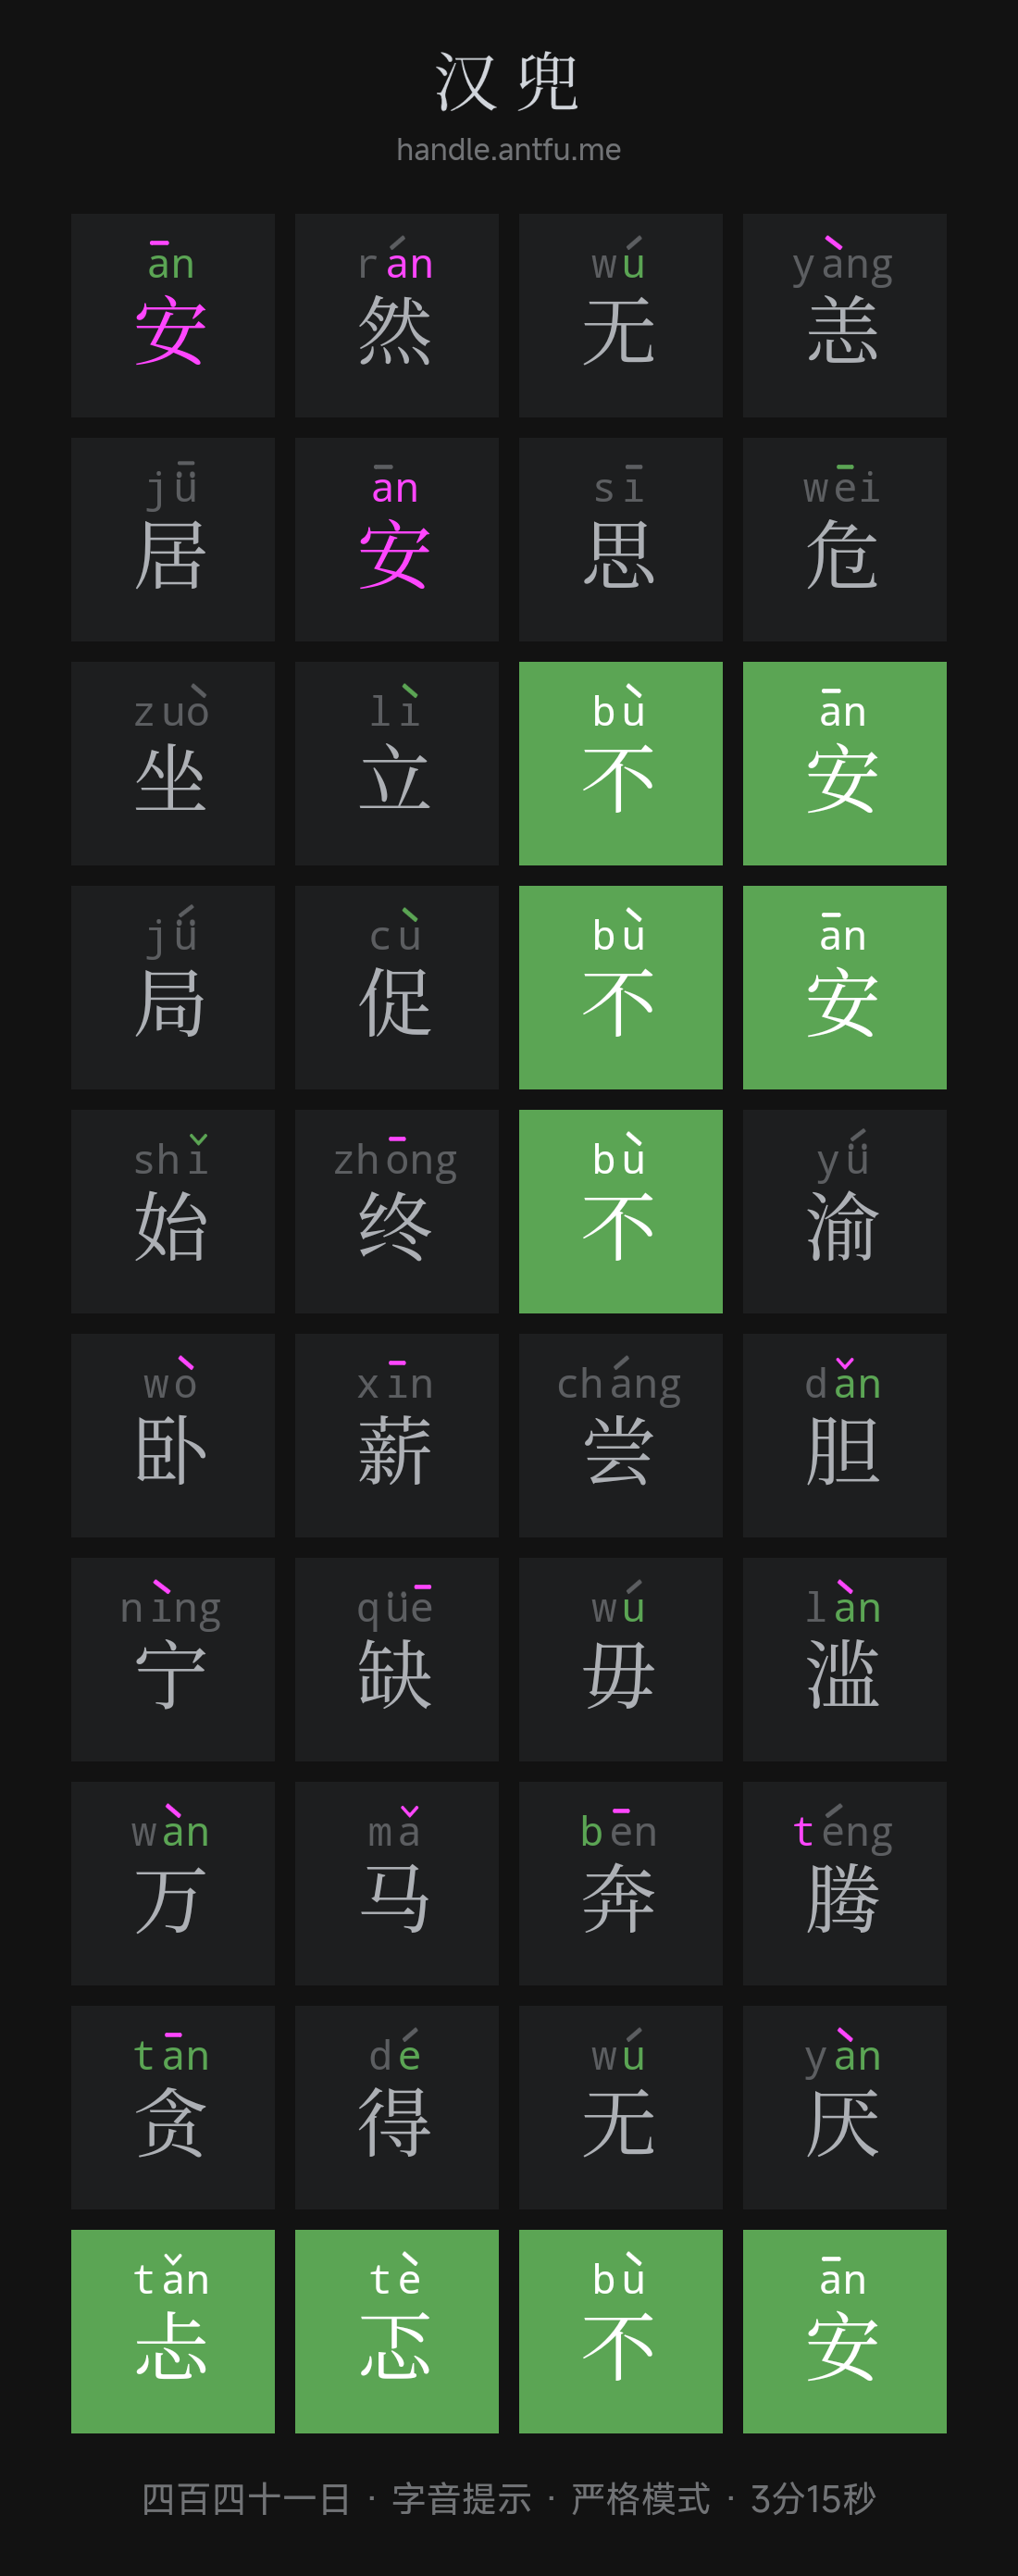 汉兜
handle.antfu.me
ān rán wú yàng
安 然 无 恙
jǖ ān sī wēi
居 安 思 危
zuò lì bù ān
坐 立 不 安
jǘ cù bù ān
局 促 不 安
shǐ zhōng bù yǘ
始 终 不 渝
wò xīn cháng dǎn
卧 薪 尝 胆
nìng qüē wú làn
宁 缺 毋 滥
wàn mǎ bēn téng
万 马 奔 腾
tān dé wú yàn
贪 得 无 厌
tǎn tè bù ān
忐 忑 不 安
四百四十一日 · 字音提示 · 严格模式 · 3分15秒